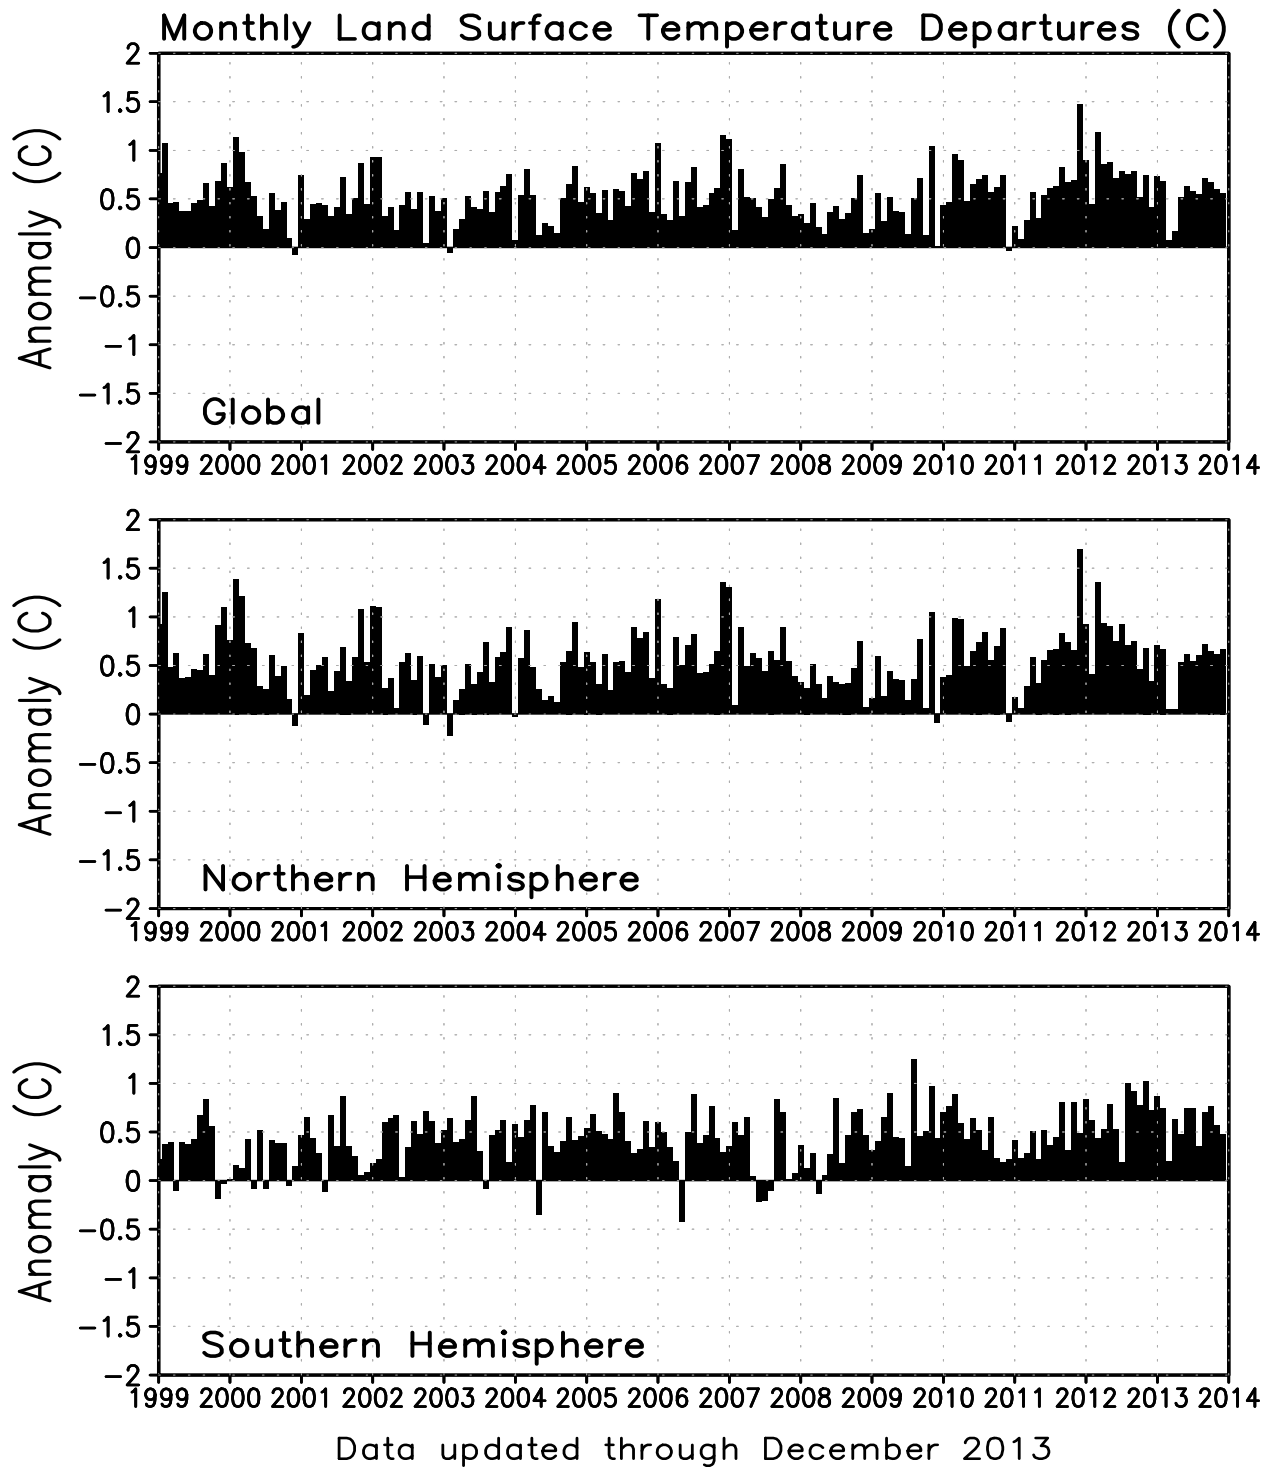 Monthly Land Surface Temperature Departures (C)
2
1.5
1
0.5
0
−0.5
−1
−1.5
−2
Anomaly (C)
Global
1999 2000 2001 2002 2003 2004 2005 2006 2007 2008 2009 2010 2011 2012 2013 2014
2
1.5
1
0.5
0
−0.5
−1
−1.5
−2
Anomaly (C)
Northern Hemisphere
1999 2000 2001 2002 2003 2004 2005 2006 2007 2008 2009 2010 2011 2012 2013 2014
2
1.5
1
0.5
0
−0.5
−1
−1.5
−2
Anomaly (C)
Southern Hemisphere
1999 2000 2001 2002 2003 2004 2005 2006 2007 2008 2009 2010 2011 2012 2013 2014
Data updated through December 2013